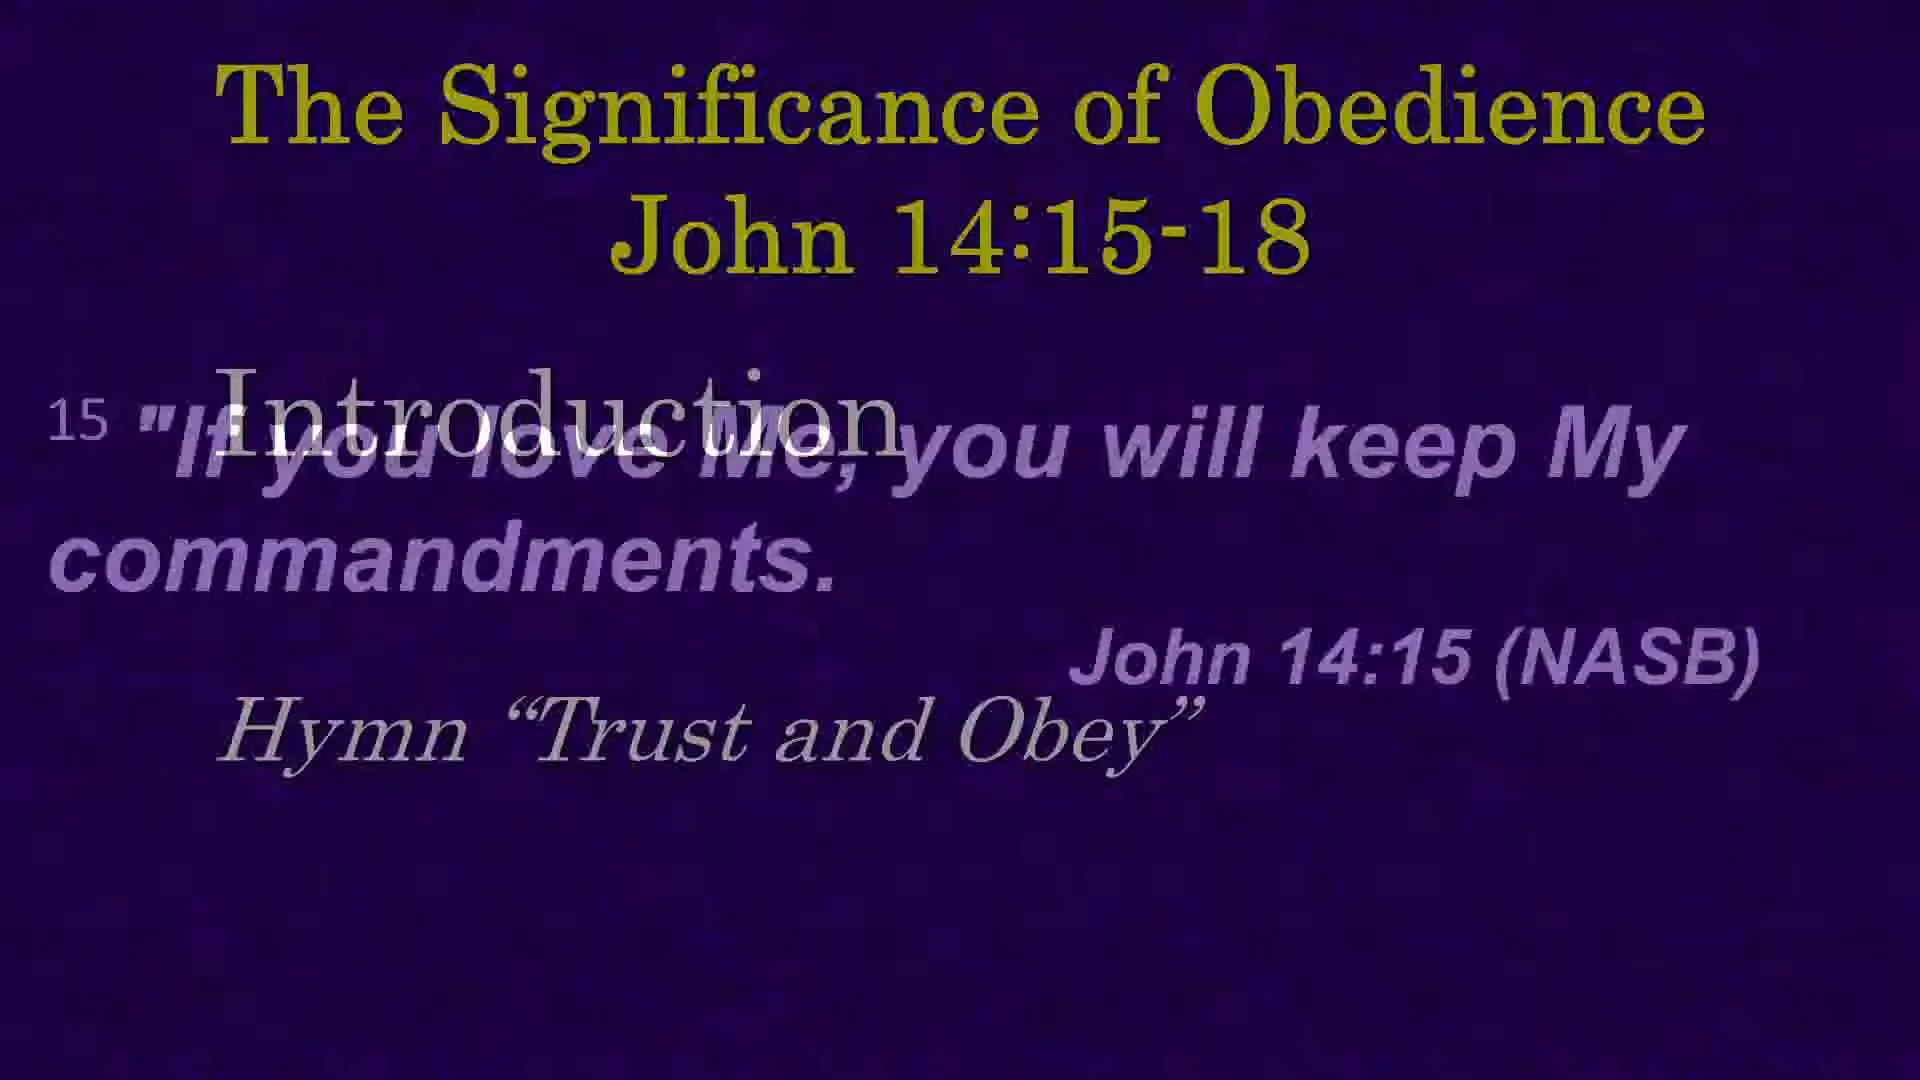 The Significance of Obedience
John 14:15-18
Introduction
15 "If you love Me, you will keep My
commandments.
John 14:15 (NASB)
Hymn “Trust and Obey”